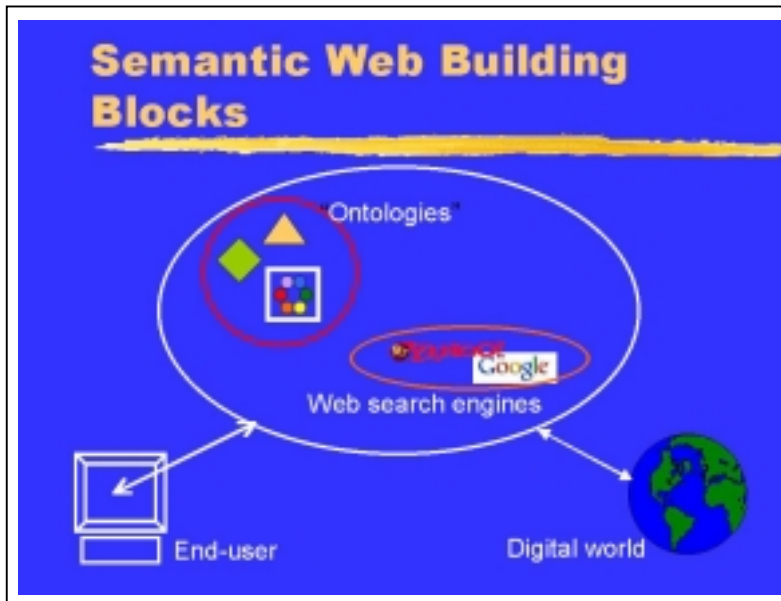 Semantic Web Building
Blocks
"Ontologies"
Google
Web search engines
End-user
Digital world